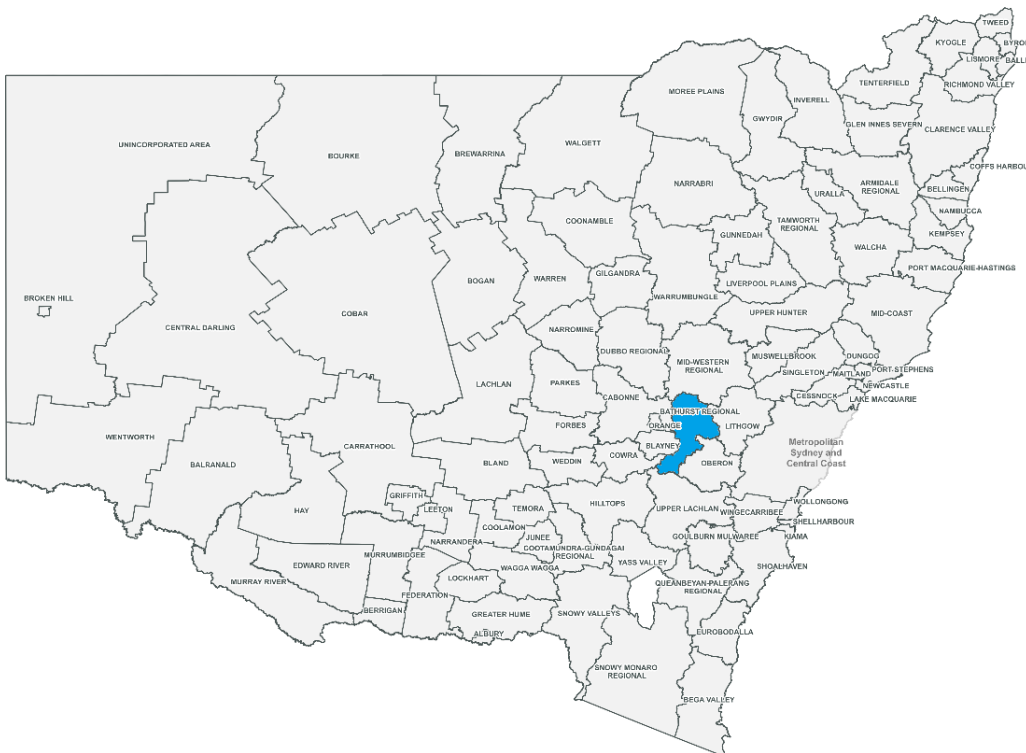 TWEED
KYOGLE
BYRON
LISMORE
BALLI
RICHMOND VALLEY
TENTERFIELD
MOREE PLAINS
INVERELL
GWYDIR
GLEN INNES SEVERN
CLARENCE VALLEY
UNINCORPORATED AREA
BOURKE
BREWARRINA
WALGETT
NARRABRI
COFFS HARBOUR
ARMIDALE
REGIONAL
URALLA
BELLINGEN
NAMBUCCA
COONAMBLE
TAMWORTH
REGIONAL
GUNNEDAH
KEMPSEY
WALCHA
PORT MACQUARIE-HASTINGS
GILGANDRA
BOGAN
WARREN
LIVERPOOL PLAINS
WARRUMBUNGLE
BROKEN HILL
UPPER HUNTER
MID-COAST
COBAR
CENTRAL DARLING
NARROMINE
DUBBO REGIONAL
MID-WESTERN
REGIONAL
MUSWELLBROOK
DUNGOG
SINGLETON
PORT STEPHENS
MAITLAND
LACHLAN
PARKES
NEWCASTLE
CESSNOCK
LAKE MACQUARIE
CABONNE
BATHURST REGIONAL
FORBES
ORANGE
LITHGOW
WENTWORTH
CARRATHOOL
BLAYNEY
Metropolitan
Sydney and
Central Coast
COWRA
BALRANALD
BLAND
WEDDIN
OBERON
GRIFFITH
HAY
LEETON
TEMORA
HILLTOPS
UPPER LACHLAN
WINGECARRIBEE
WOLLONGONG
SHELLHARBOUR
COOLAMON
JUNEE
NARRANDERA
GOULBURN MULWAREE
KIAMA
COOTAMUNDRA-GUNDAGAI
REGIONAL
MURRUMBIDGEE
YASS VALLEY
EDWARD RIVER
WAGGA WAGGA
SHOALHAVEN
MURRAY RIVER
LOCKHART
QUEANBEYAN-PALERANG
REGIONAL
FEDERATION
BERRIGAN
GREATER HUME
SNOWY VALLEYS
ALBURY
EUROBODALLA
SNOWY MONARO
REGIONAL
BEGA VALLEY